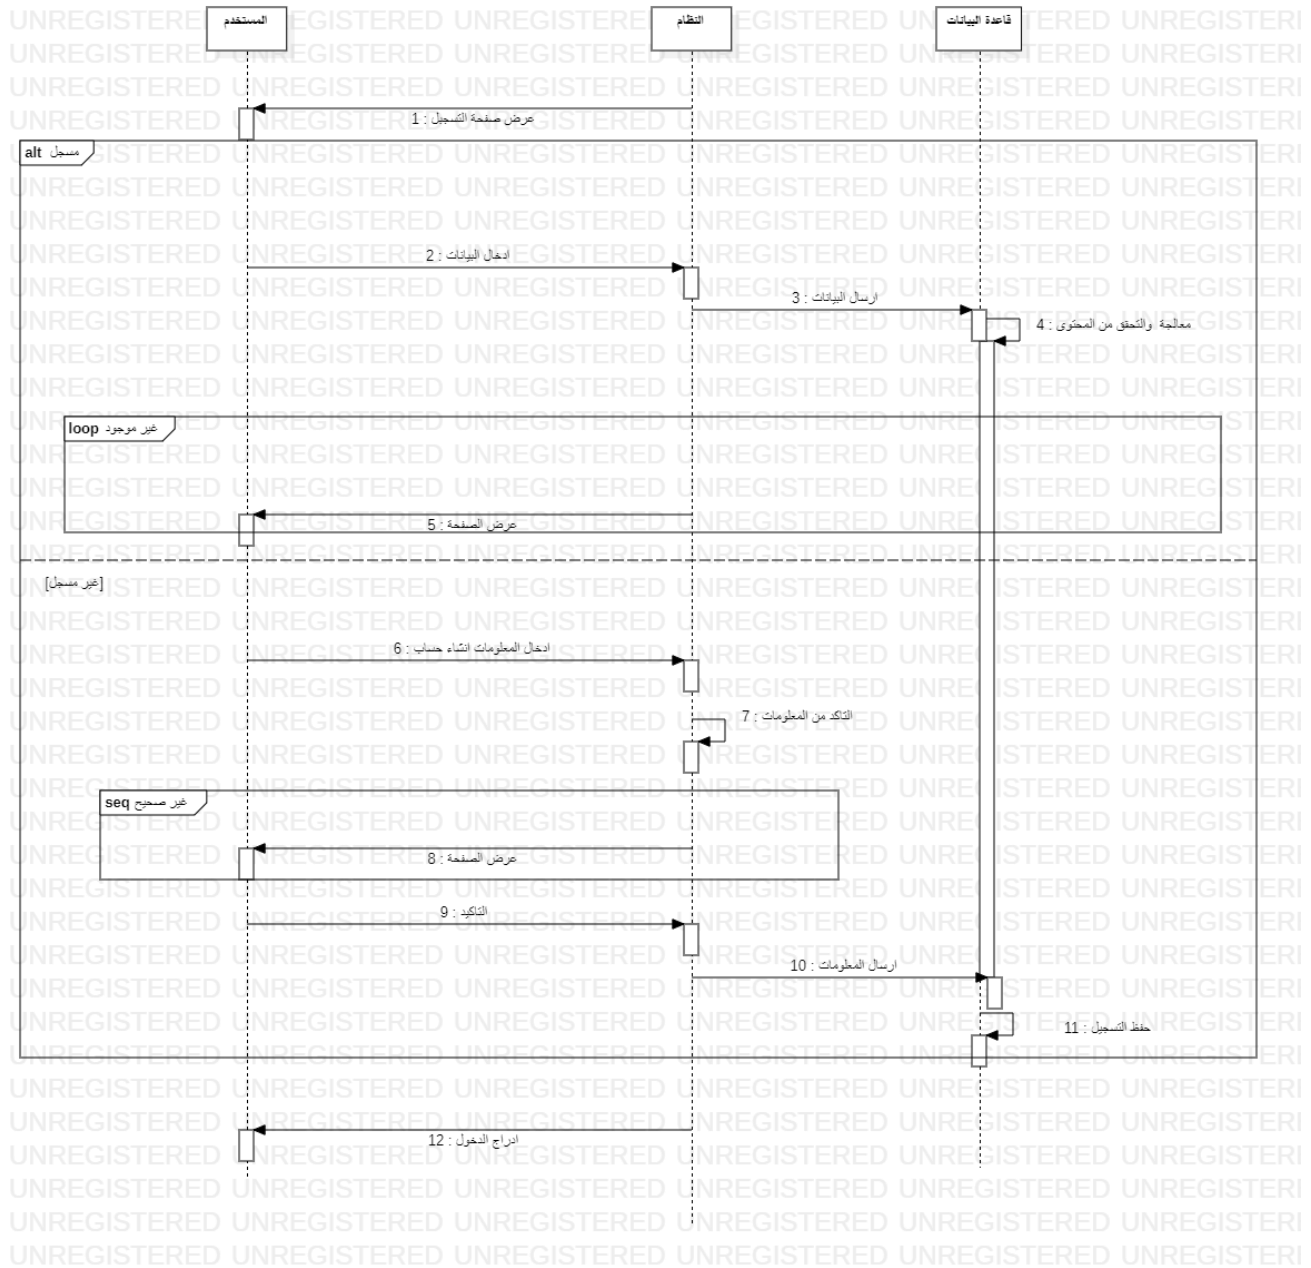 المستخدم
النظام
قاعدة البيانات
1 : عرض صفحة التسجيل
alt مسجل
2 : ادخال البيانات
3 : ارسال البيانات
4 : معالجة والتحقق من المحتوى
loop غير موجود
5 : عرض الصفحة
[غير مسجل]
6 : ادخال المعلومات انشاء حساب
7 : التاكد من المعلومات
seq غير صحيح
8 : عرض الصفحة
9 : التاكيد
10 : ارسال المعلومات
11 : حفظ التسجيل
12 : ادراج الدخول
UNREGISTERED